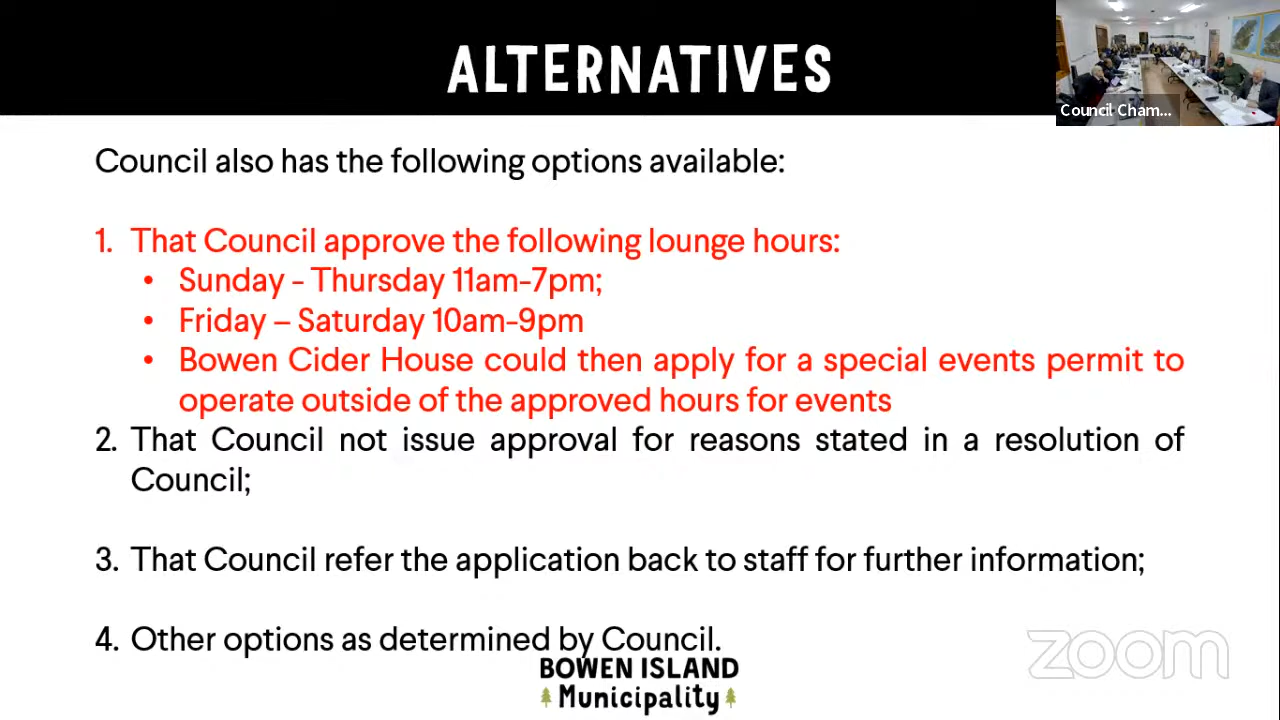 ALTERNATIVES
Council Cham...
Council also has the following options available:
1. That Council approve the following lounge hours:
• Sunday - Thursday 11am-7pm;
• Friday – Saturday 10am-9pm
• Bowen Cider House could then apply for a special events permit to
operate outside of the approved hours for events
2. That Council not issue approval for reasons stated in a resolution of
Council;
3. That Council refer the application back to staff for further information;
4. Other options as determined by Council.
zoom
BOWEN ISLAND
Municipality